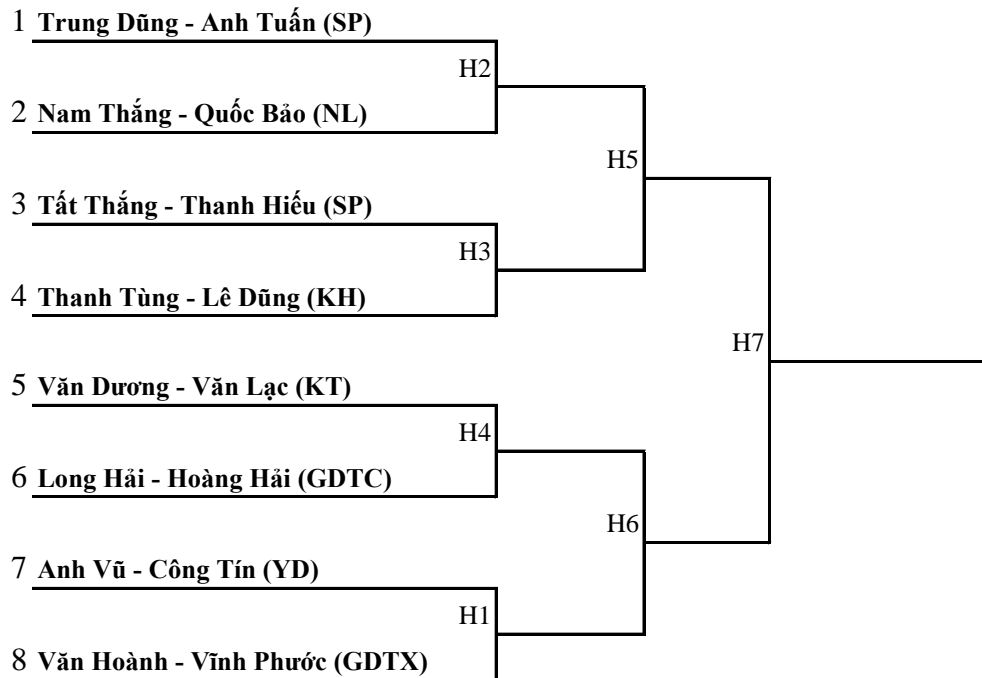 1 Trung Dũng - Anh Tuấn (SP)
H2
2 Nam Thắng - Quốc Bảo (NL)
H5
3 Tất Thắng - Thanh Hiếu (SP)
H3
4 Thanh Tùng - Lê Dũng (KH)
H7
5 Văn Dương - Văn Lạc (KT)
H4
6 Long Hải - Hoàng Hải (GDTC)
H6
7 Anh Vũ - Công Tín (YD)
H1
8 Văn Hoành - Vĩnh Phước (GDTX)